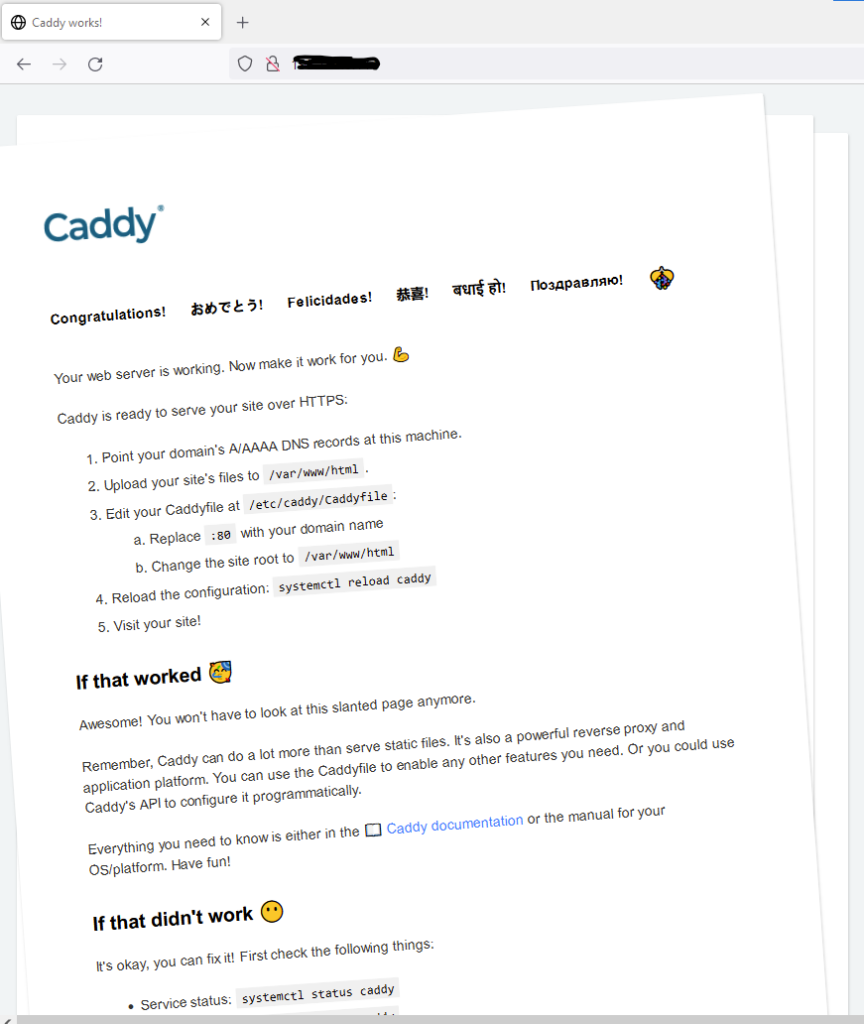 Caddy works!
Caddy®
Congratulations! おめでとう! Felicidades! 恭喜! बधाई हो! Поздравляю!
Your web server is working. Now make it work for you. 💪
Caddy is ready to serve your site over HTTPS:
1. Point your domain's A/AAAA DNS records at this machine.
2. Upload your site's files to /var/www/html .
3. Edit your Caddyfile at /etc/caddy/Caddyfile :
a. Replace :80 with your domain name
b. Change the site root to /var/www/html
4. Reload the configuration: systemctl reload caddy
5. Visit your site!
If that worked 🥳
Awesome! You won't have to look at this slanted page anymore.
Remember, Caddy can do a lot more than serve static files. It's also a powerful reverse proxy and
application platform. You can use the Caddyfile to enable any other features you need. Or you could use
Caddy's API to configure it programmatically.
Everything you need to know is either in the 📖 Caddy documentation or the manual for your
OS/platform. Have fun!
If that didn't work 😶
It's okay, you can fix it! First check the following things:
• Service status: systemctl status caddy